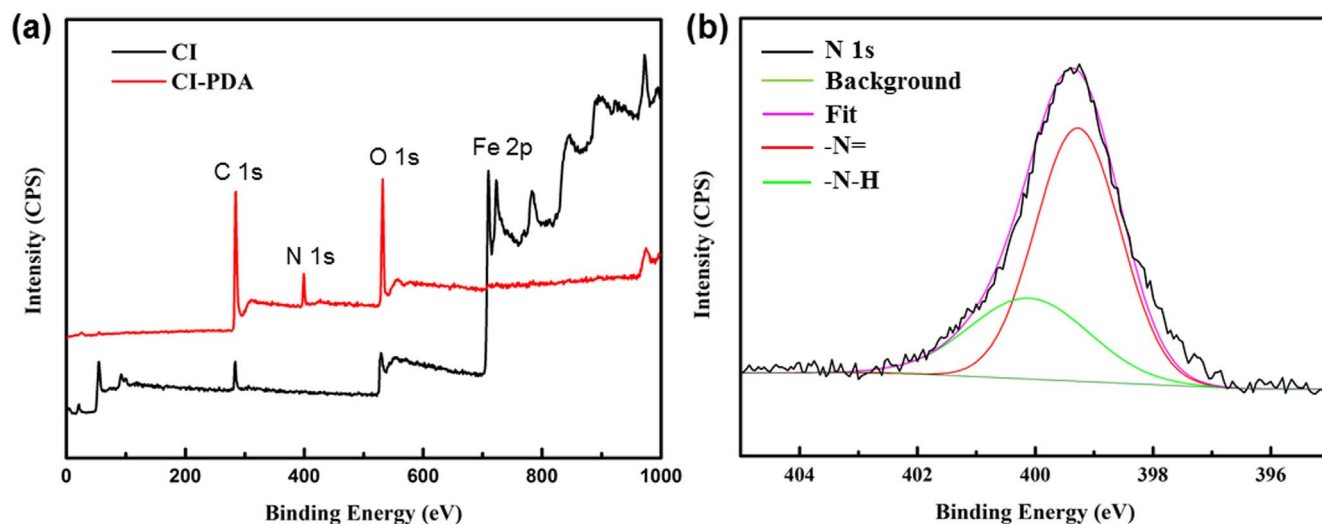 (a)
CI
CI-PDA
C 1s
N 1s
O 1s
Fe 2p
Intensity (CPS)
0 200 400 600 800 1000
Binding Energy (eV)
(b)
N 1s
Background
Fit
-N=
-N-H
Intensity (CPS)
404 402 400 398 396
Binding Energy (eV)